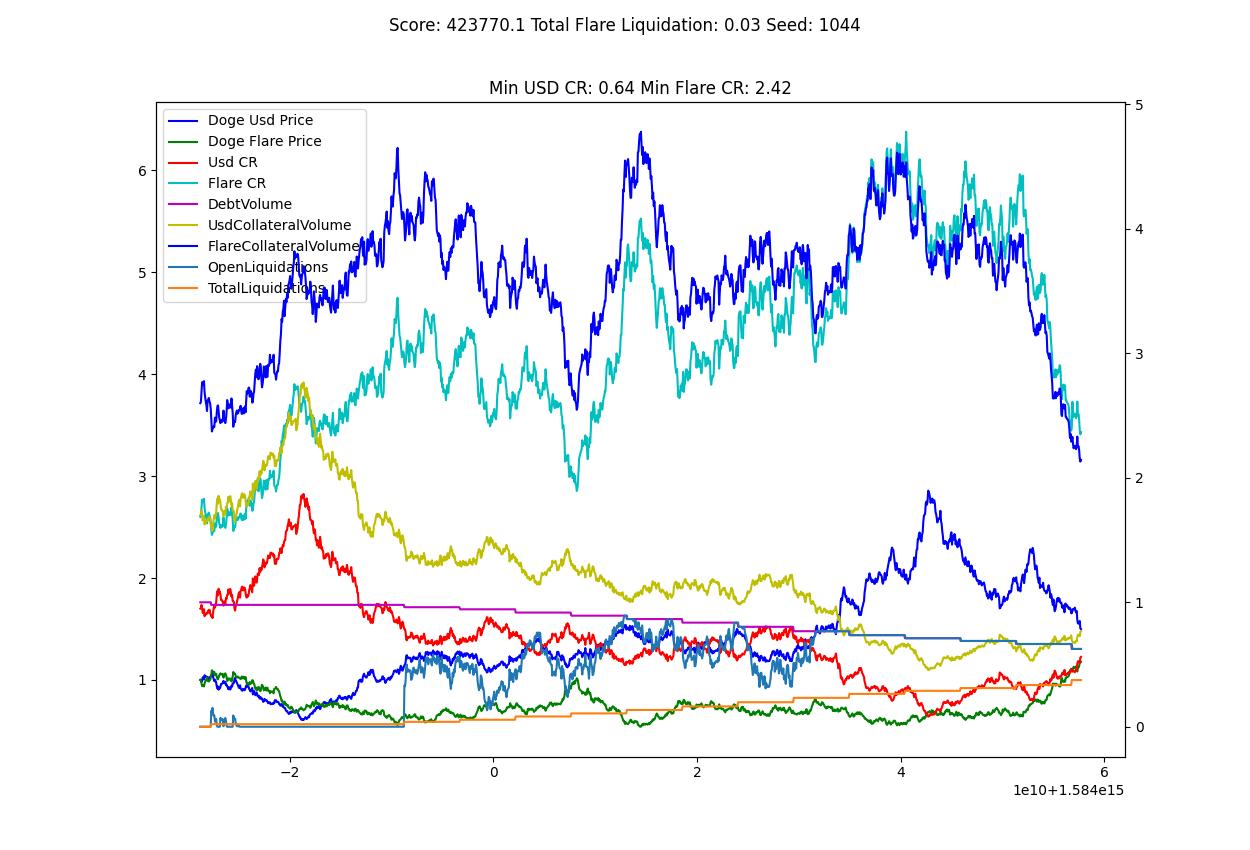 Score: 423770.1 Total Flare Liquidation: 0.03 Seed: 1044
Min USD CR: 0.64 Min Flare CR: 2.42
Doge Usd Price
Doge Flare Price
Usd CR
Flare CR
DebtVolume
UsdCollateralVolume
FlareCollateralVolume
OpenLiquidations
TotalLiquidations
6
5
4
3
2
1
5
4
3
2
1
0
−2
0
2
4
6
1e10+1.584e15